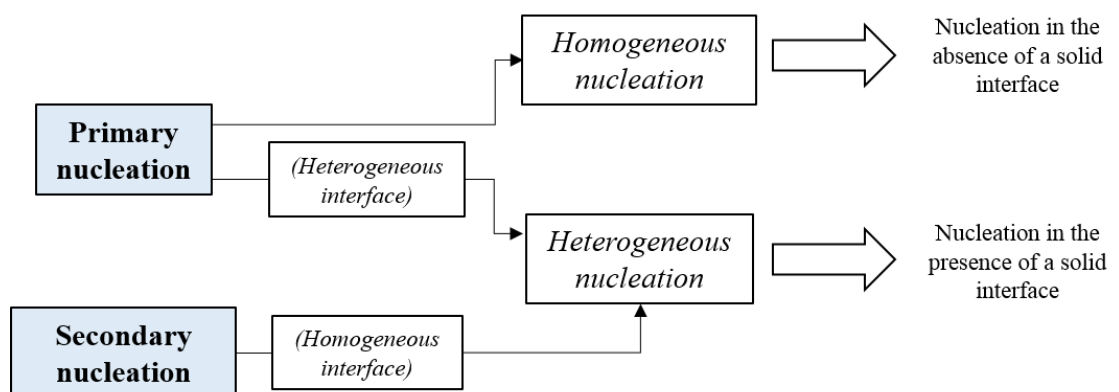 Homogeneous
nucleation
Nucleation in the
absence of a solid
interface
Primary
nucleation
(Heterogeneous
interface)
Heterogeneous
nucleation
Nucleation in the
presence of a solid
interface
Secondary
nucleation
(Homogeneous
interface)